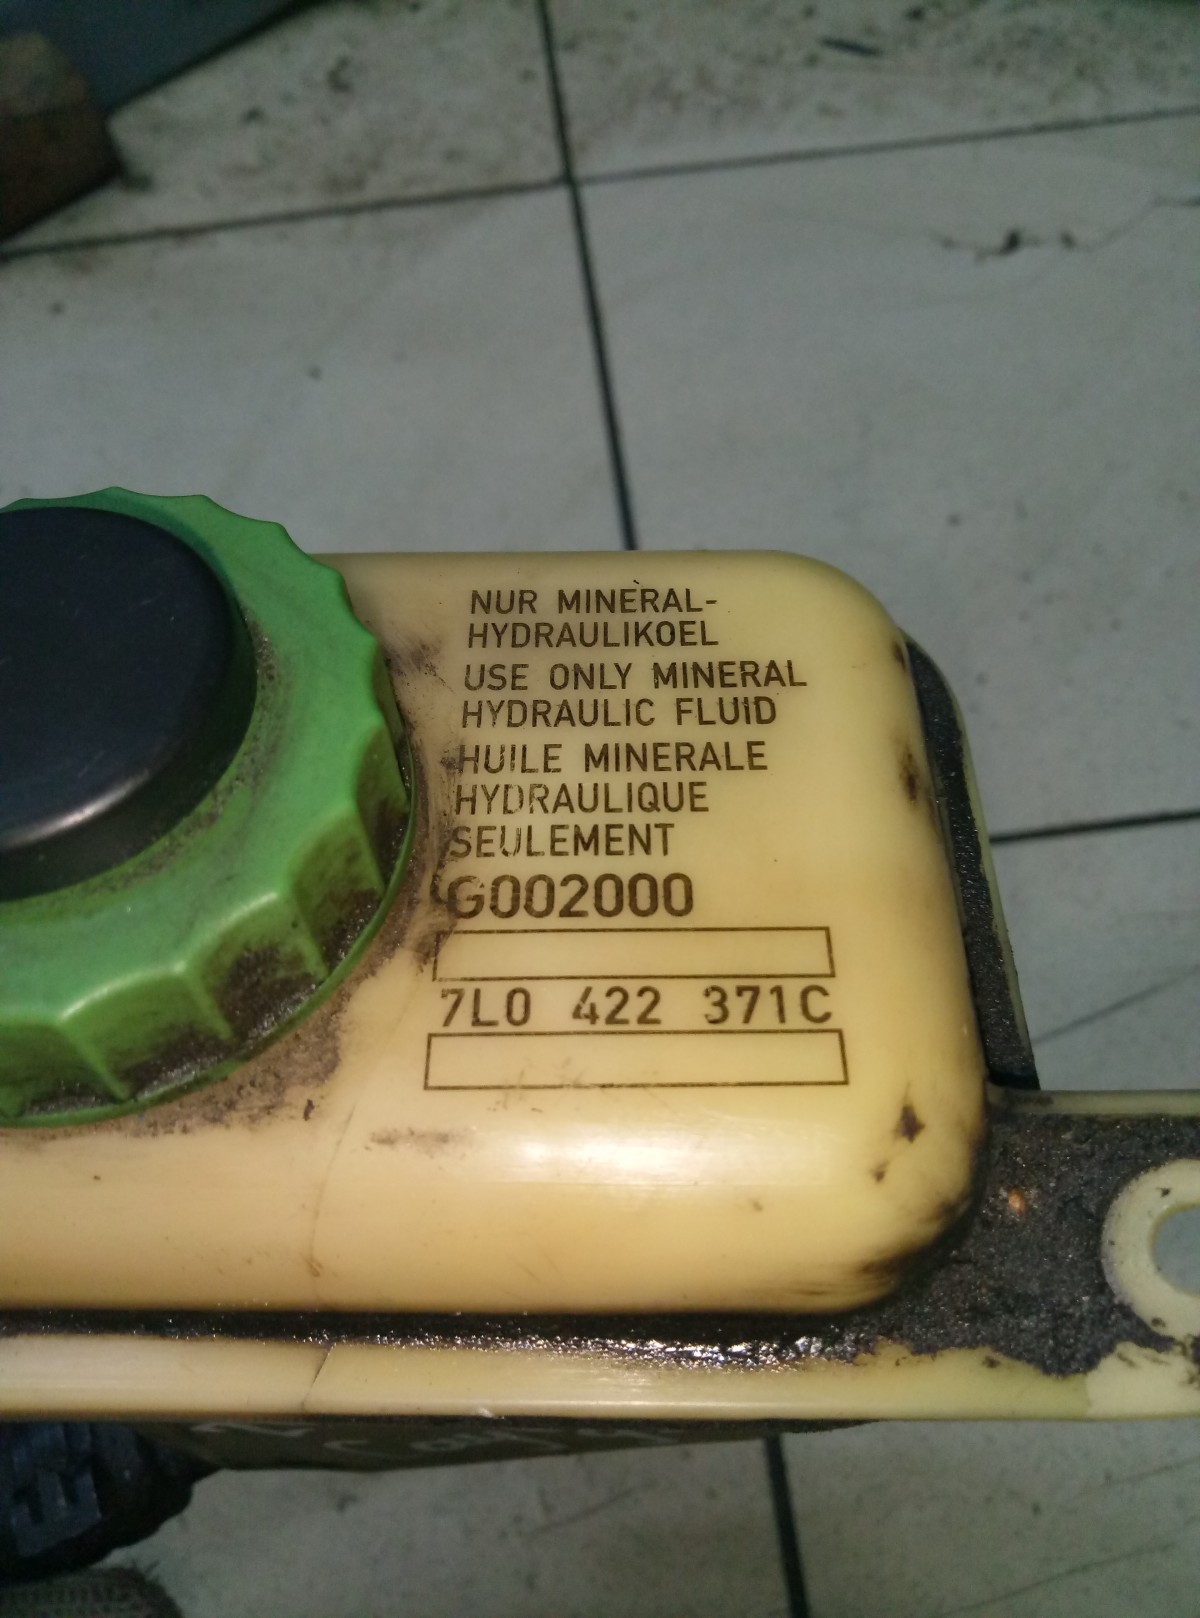 NUR MINERAL-
HYDRAULIKOEL
USE ONLY MINERAL
HYDRAULIC FLUID
HUILE MINERALE
HYDRAULIQUE
SEULEMENT
G002000
7L0 422 371C